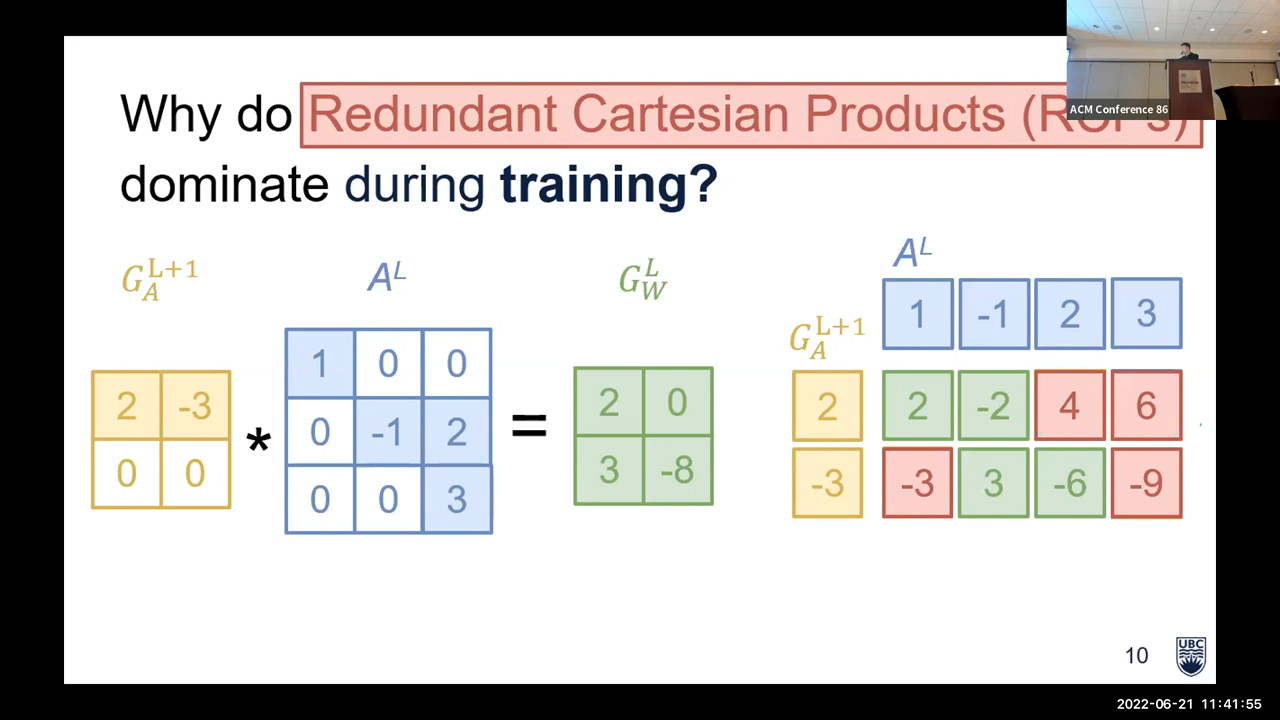 Why do Redundant Cartesian Products (RCPs)
dominate during training?
ACM Conference 86
G_A^{L+1}
A^L
G_W^L
A^L
G_A^{L+1}
1 -1 2 3
2 -3
0 0
*
1 0 0
0 -1 2
0 0 3
=
2 0
3 -8
2 2 -2 4 6
-3 -3 3 -6 -9
10
UBC
2022-06-21 11:41:55